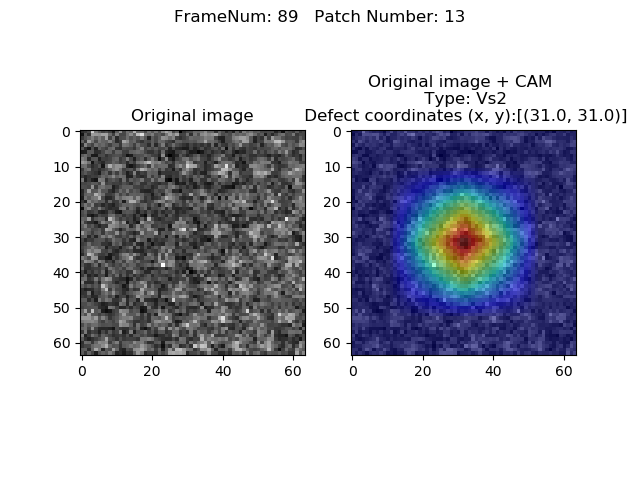 FrameNum: 89   Patch Number: 13
Original image
Original image + CAM
Type: Vs2
Defect coordinates (x, y):[(31.0, 31.0)]
0
10
20
30
40
50
60
0 20 40 60
0
10
20
30
40
50
60
0 20 40 60